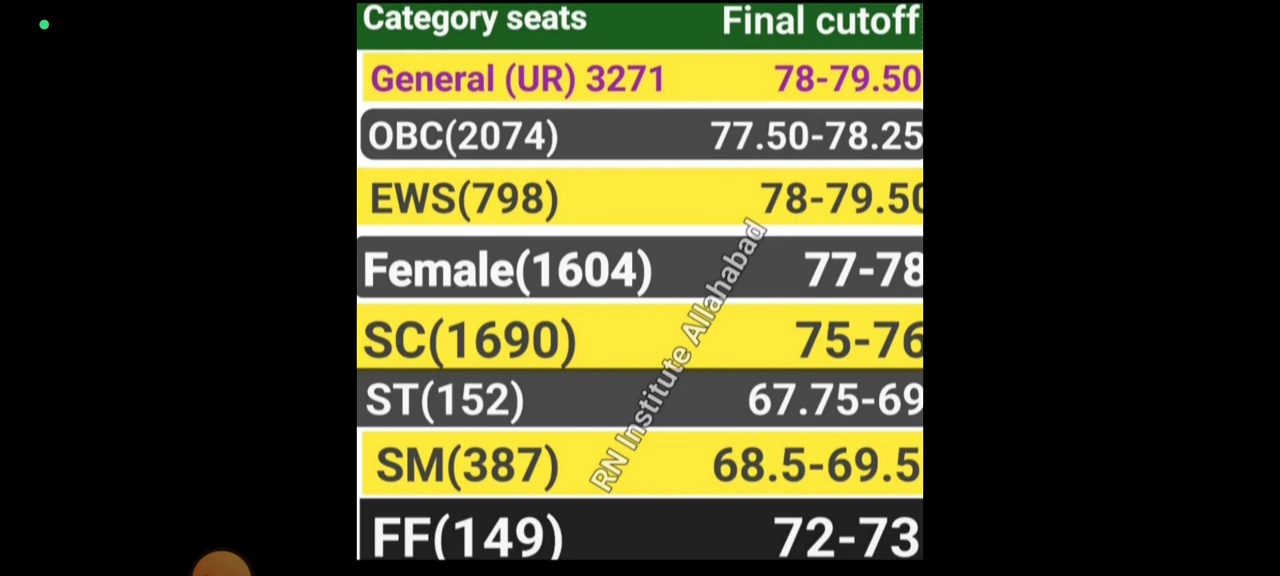 Category seats Final cutoff
General (UR) 3271 78-79.50
OBC(2074) 77.50-78.25
EWS(798) 78-79.50
Female(1604) 77-78
SC(1690) 75-76
ST(152) 67.75-69
SM(387) 68.5-69.5
FF(149) 72-73
RN Institute Allahabad